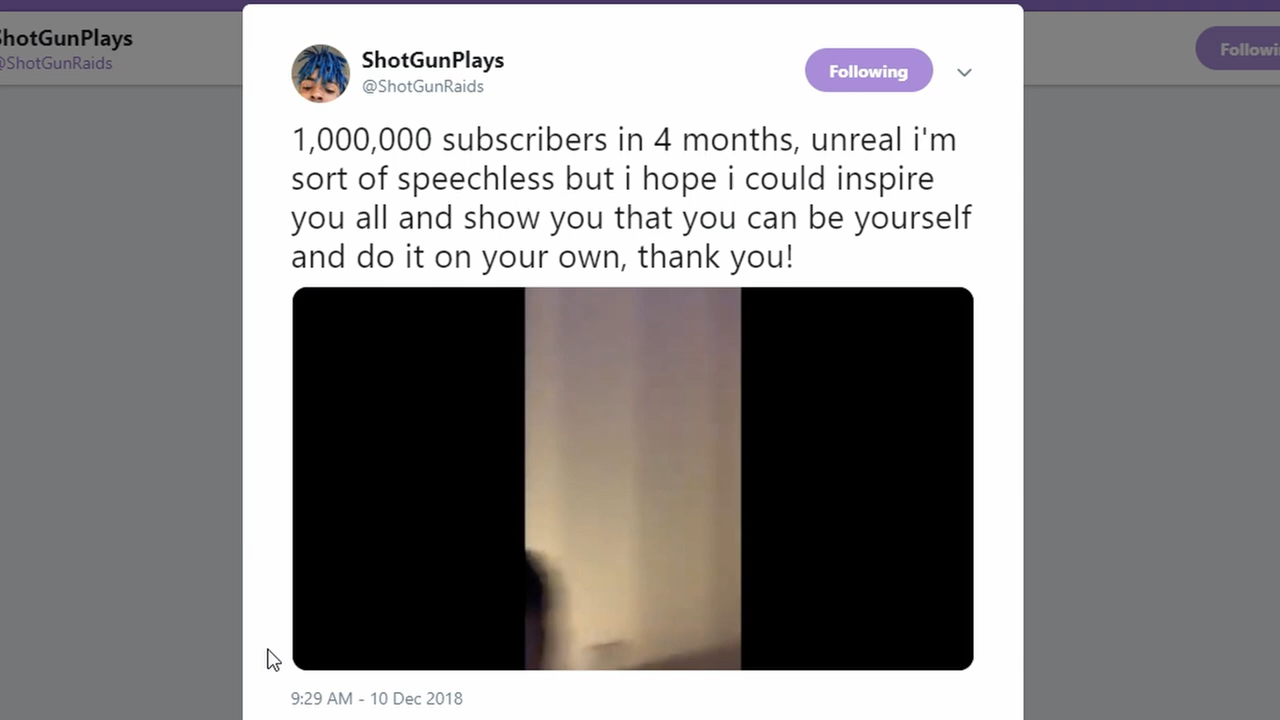 ShotGunPlays
@ShotGunRaids
Followi
ShotGunPlays
@ShotGunRaids
Following
1,000,000 subscribers in 4 months, unreal i'm
sort of speechless but i hope i could inspire
you all and show you that you can be yourself
and do it on your own, thank you!
9:29 AM - 10 Dec 2018